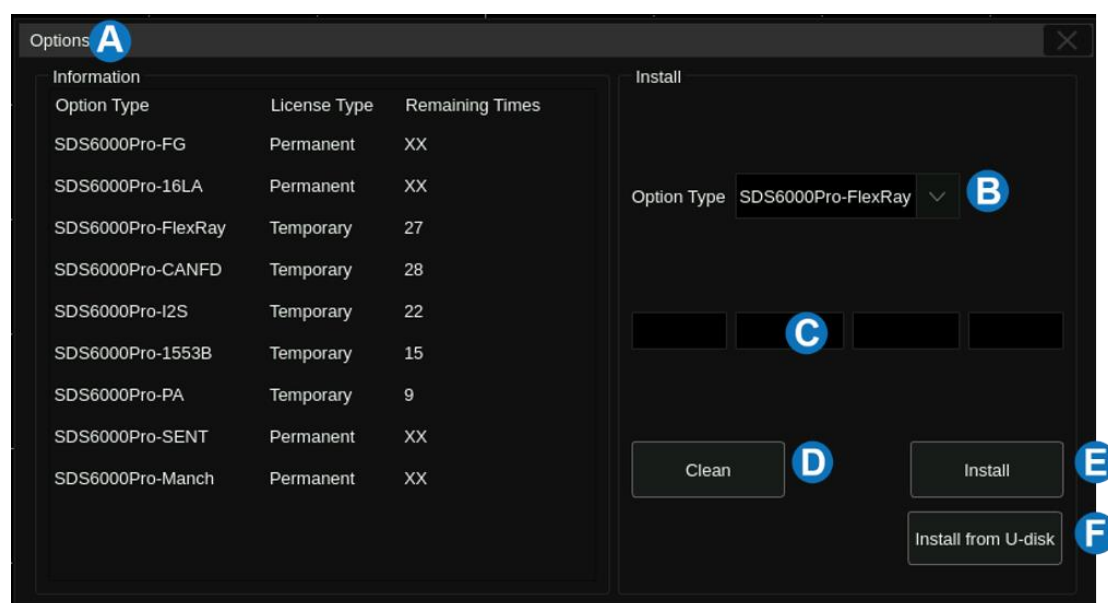 Options A
Information
Option Type License Type Remaining Times
SDS6000Pro-FG Permanent XX
SDS6000Pro-16LA Permanent XX
SDS6000Pro-FlexRay Temporary 27
SDS6000Pro-CANFD Temporary 28
SDS6000Pro-I2S Temporary 22
SDS6000Pro-1553B Temporary 15
SDS6000Pro-PA Temporary 9
SDS6000Pro-SENT Permanent XX
SDS6000Pro-Manch Permanent XX
Install
Option Type SDS6000Pro-FlexRay B
C
Clean D Install E
Install from U-disk F